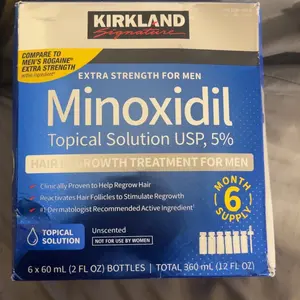 KIRKLAND
Signature
COMPARE TO
MEN'S ROGAINE®
EXTRA STRENGTH
active ingredient*
EXTRA STRENGTH FOR MEN
Minoxidil
Topical Solution USP, 5%
HAIR REGROWTH TREATMENT FOR MEN
Clinically Proven to Help Regrow Hair
Reactivates Hair Follicles to Stimulate Regrowth
#1 Dermatologist Recommended Active Ingredient†
MONTH
6
SUPPLY
TOPICAL
SOLUTION
Unscented
NOT FOR USE BY WOMEN
6 x 60 mL (2 FL OZ) BOTTLES | TOTAL 360 mL (12 FL OZ)